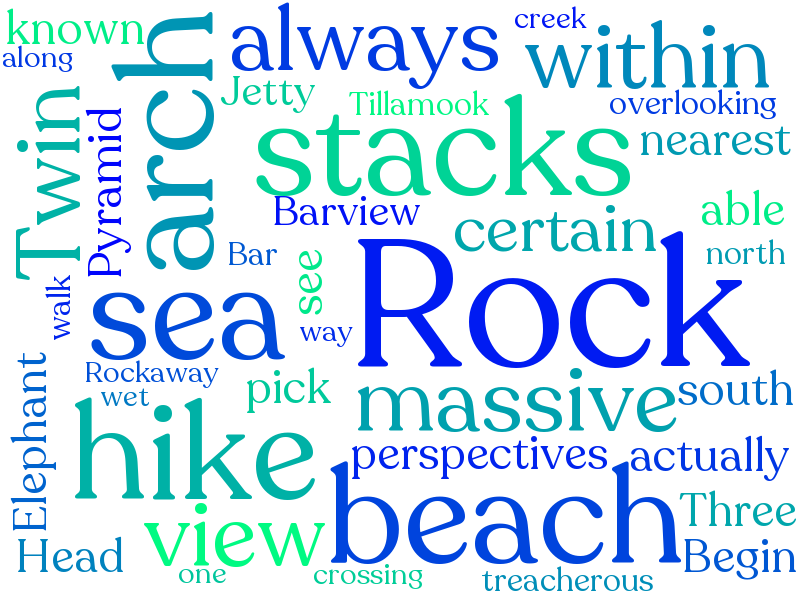 known
along
arch
always
creek
within
Jetty
Tillamook
overlooking
Twin
Pyramid
stacks
nearest
Barview
certain
able
north
Bar
see
walk
sea
way
Rock
Rockaway
wet
pick
massive
south
Elephant
hike
perspectives
actually
view
beach
Three
Head
one
crossing
treacherous
Begin